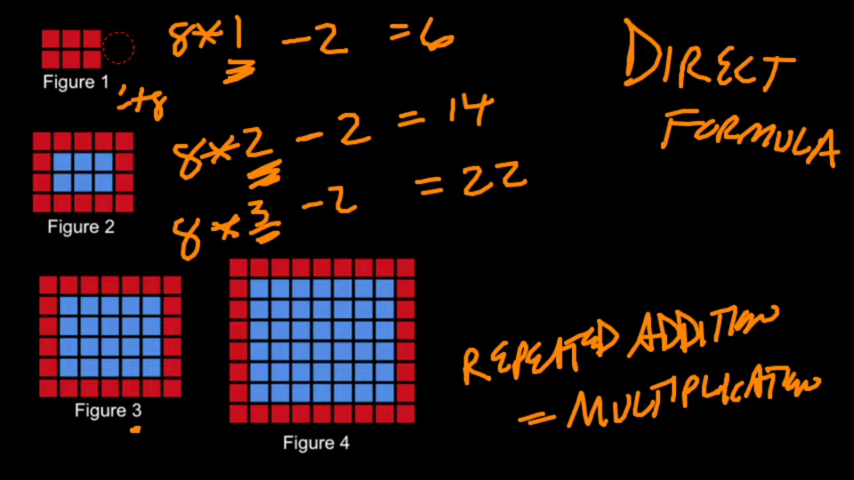 8*1 -2 =6
DIRECT
FORMULA
Figure 1
+8
8*2 -2 =14
Figure 2
8*3 -2 =22
Figure 3
Figure 4
REPEATED ADDITION
= MULTIPLICATION